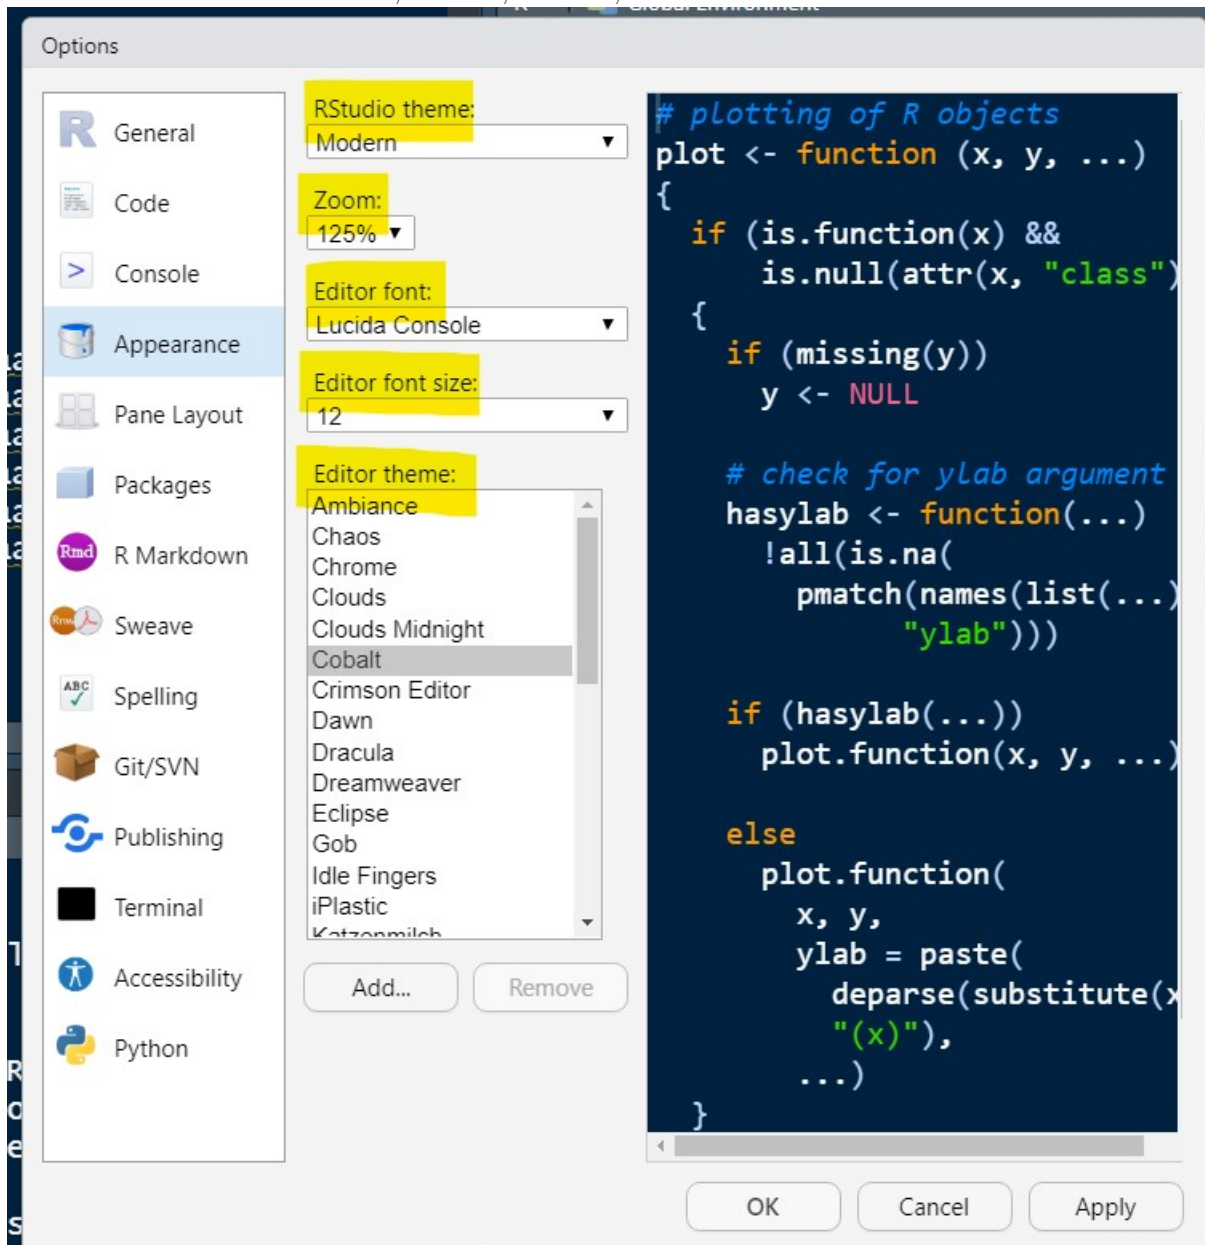 Options
General
Code
Console
Appearance
Pane Layout
Packages
Rmd
R Markdown
Sweave
ABC
Spelling
Git/SVN
Publishing
Terminal
Accessibility
Python
RStudio theme:
Modern
Zoom:
125%
Editor font:
Lucida Console
Editor font size:
12
Editor theme:
Ambiance
Chaos
Chrome
Clouds
Clouds Midnight
Cobalt
Crimson Editor
Dawn
Dracula
Dreamweaver
Eclipse
Gob
Idle Fingers
iPlastic
Add...
Remove
# plotting of R objects
plot <- function (x, y, ...)
{
if (is.function(x) &&
is.null(attr(x, "class")
{
if (missing(y))
y <- NULL
# check for ylab argument
hasylab <- function(...)
!all(is.na(
pmatch(names(list(...)
"ylab")))
if (hasylab(...))
plot.function(x, y, ...)
else
plot.function(
x, y,
ylab = paste(
deparse(substitute(x
"(x)"),
...)
}
OK
Cancel
Apply